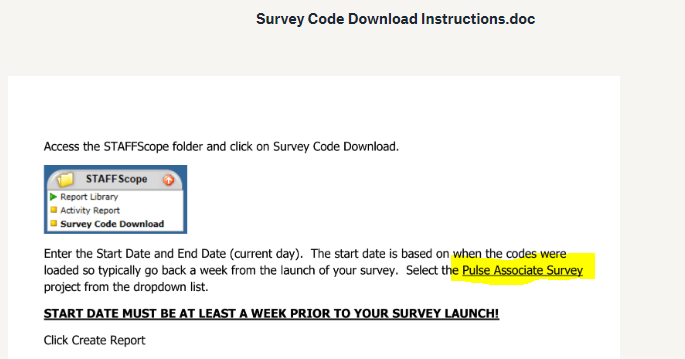 Survey Code Download Instructions.doc
Access the STAFFScope folder and click on Survey Code Download.
STAFFScope
Report Library
Activity Report
Survey Code Download
Enter the Start Date and End Date (current day).  The start date is based on when the codes were
loaded so typically go back a week from the launch of your survey.  Select the Pulse Associate Survey
project from the dropdown list.
START DATE MUST BE AT LEAST A WEEK PRIOR TO YOUR SURVEY LAUNCH!
Click Create Report